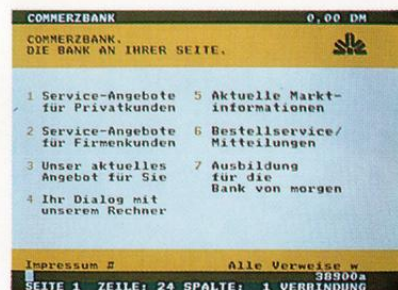 COMMERZBANK 0,00 DM
COMMERZBANK.
DIE BANK AN IHRER SEITE.
1 Service-Angebote
für Privatkunden
2 Service-Angebote
für Firmenkunden
3 Unser aktuelles
Angebot für Sie
4 Ihr Dialog mit
unserem Rechner
5 Aktuelle Markt-
informationen
6 Bestellservice/
Mitteilungen
7 Ausbildung
für die
Bank von morgen
Impressum # Alle Verweise w
38900a
SEITE 1 ZEILE: 24 SPALTE: 1 VERBINDUNG